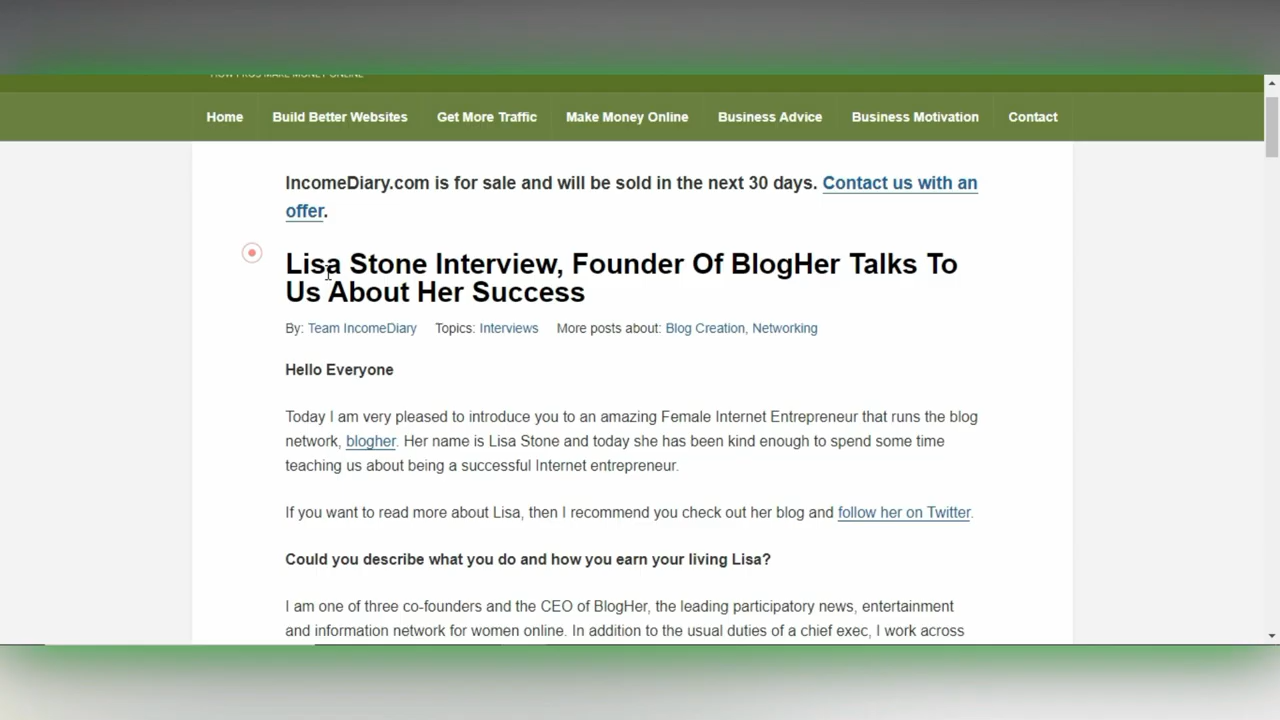 HOW PROS MAKE MONEY ONLINE
Home Build Better Websites Get More Traffic Make Money Online Business Advice Business Motivation Contact
IncomeDiary.com is for sale and will be sold in the next 30 days. Contact us with an
offer.
Lisa Stone Interview, Founder Of BlogHer Talks To
Us About Her Success
By: Team IncomeDiary Topics: Interviews More posts about: Blog Creation, Networking
Hello Everyone
Today I am very pleased to introduce you to an amazing Female Internet Entrepreneur that runs the blog
network, blogher. Her name is Lisa Stone and today she has been kind enough to spend some time
teaching us about being a successful Internet entrepreneur.
If you want to read more about Lisa, then I recommend you check out her blog and follow her on Twitter.
Could you describe what you do and how you earn your living Lisa?
I am one of three co-founders and the CEO of BlogHer, the leading participatory news, entertainment
and information network for women online. In addition to the usual duties of a chief exec, I work across